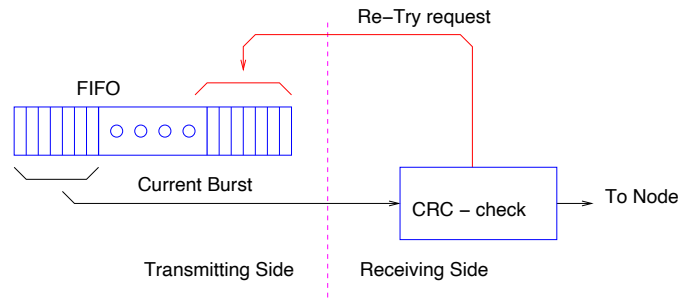 Re-Try request
FIFO
Current Burst
CRC - check
To Node
Transmitting Side
Receiving Side